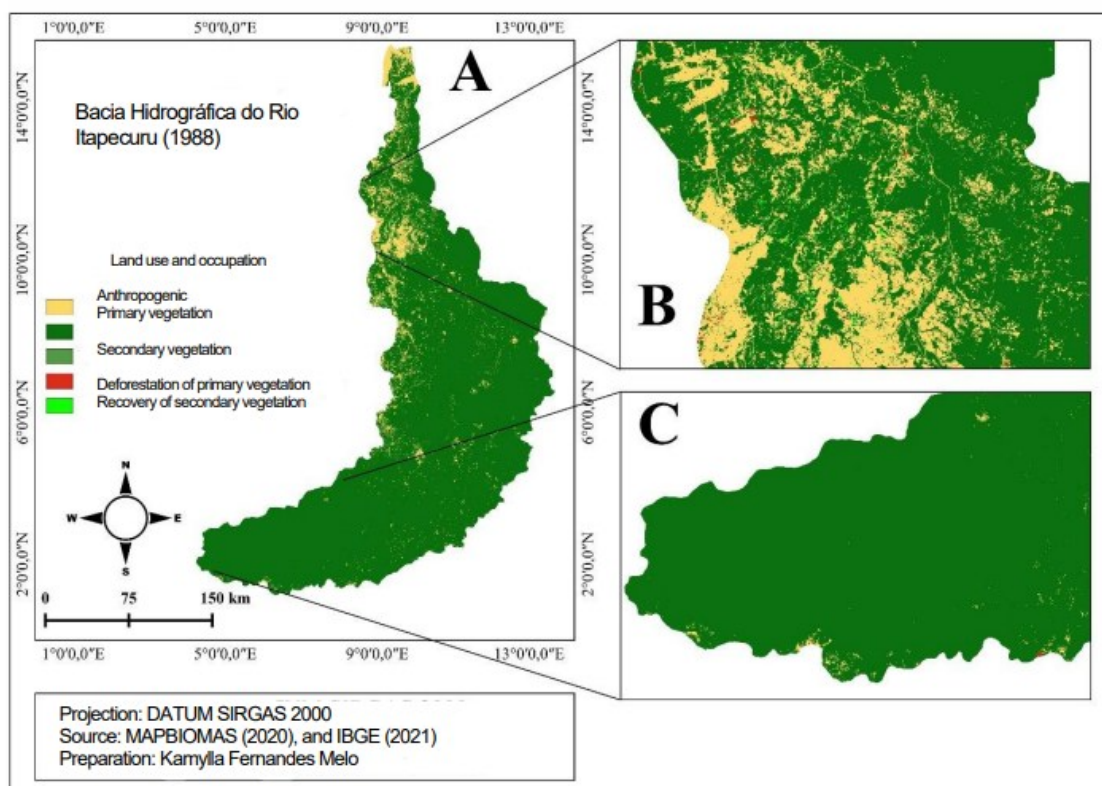 1°0'0,0"E 5°0'0,0"E 9°0'0,0"E 13°0'0,0"E
A
Bacia Hidrográfica do Rio
Itapecuru (1988)
14°0'0,0"N
10°0'0,0"N
6°0'0,0"N
2°0'0,0"N
Land use and occupation
Anthropogenic
Primary vegetation
Secondary vegetation
Deforestation of primary vegetation
Recovery of secondary vegetation
N
W E
S
0 75 150 km
14°0'0,0"N
10°0'0,0"N
6°0'0,0"N
2°0'0,0"N
1°0'0,0"E 5°0'0,0"E 9°0'0,0"E 13°0'0,0"E
B
C
Projection: DATUM SIRGAS 2000
Source: MAPBIOMAS (2020), and IBGE (2021)
Preparation: Kamylla Fernandes Melo